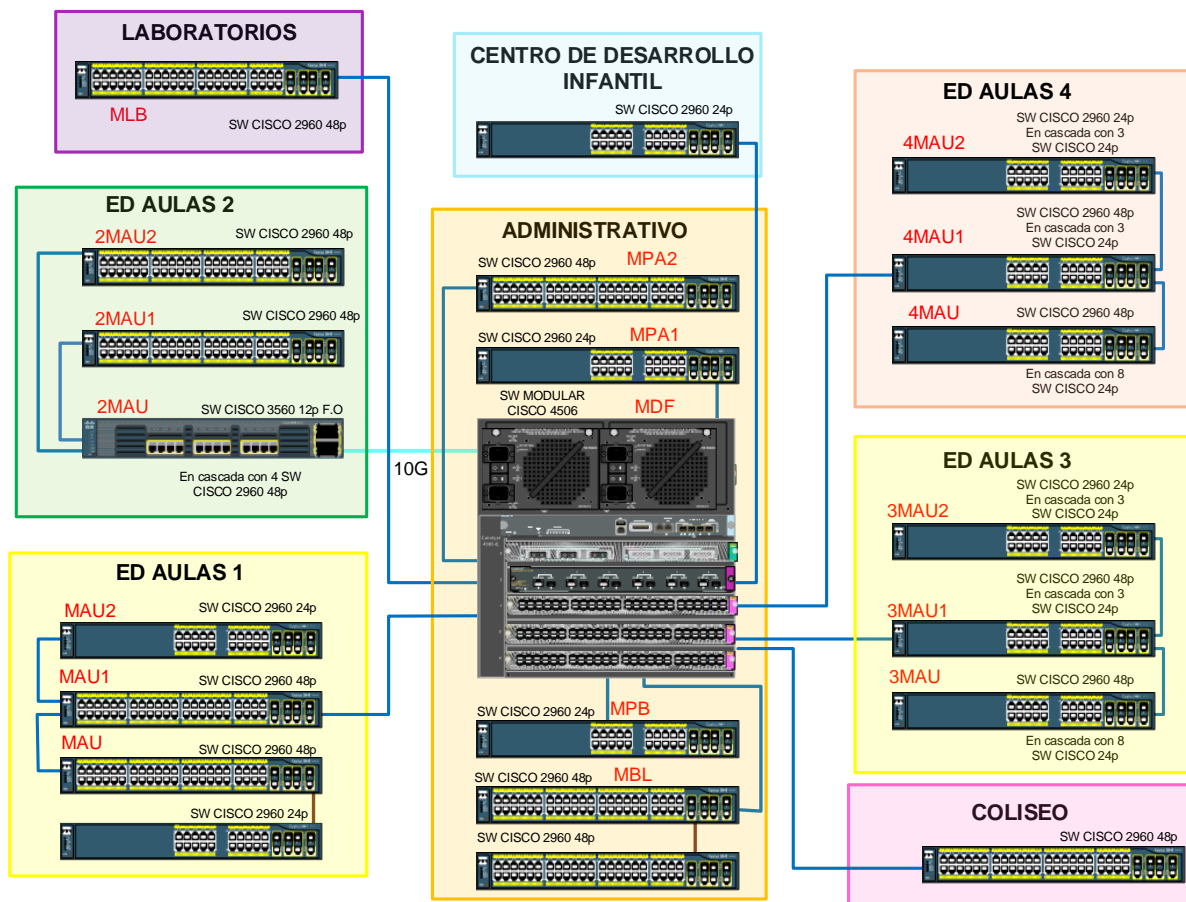 LABORATORIOS
MLB
SW CISCO 2960 48p
CENTRO DE DESARROLLO
INFANTIL
SW CISCO 2960 24p
ED AULAS 4
SW CISCO 2960 24p
En cascada con 3
SW CISCO 24p
4MAU2
SW CISCO 2960 48p
En cascada con 3
SW CISCO 24p
4MAU1
4MAU
SW CISCO 2960 48p
En cascada con 8
SW CISCO 24p
ED AULAS 2
2MAU2
SW CISCO 2960 48p
2MAU1
SW CISCO 2960 48p
2MAU
SW CISCO 3560 12p F.O
En cascada con 4 SW
CISCO 2960 48p
10G
ADMINISTRATIVO
SW CISCO 2960 48p
MPA2
SW CISCO 2960 24p
MPA1
SW MODULAR
CISCO 4506
MDF
SW CISCO 2960 24p
MPB
SW CISCO 2960 48p
MBL
SW CISCO 2960 48p
ED AULAS 3
SW CISCO 2960 24p
En cascada con 3
SW CISCO 24p
3MAU2
SW CISCO 2960 48p
En cascada con 3
SW CISCO 24p
3MAU1
3MAU
SW CISCO 2960 48p
En cascada con 8
SW CISCO 24p
ED AULAS 1
MAU2
SW CISCO 2960 24p
MAU1
SW CISCO 2960 48p
MAU
SW CISCO 2960 48p
SW CISCO 2960 24p
COLISEO
SW CISCO 2960 48p